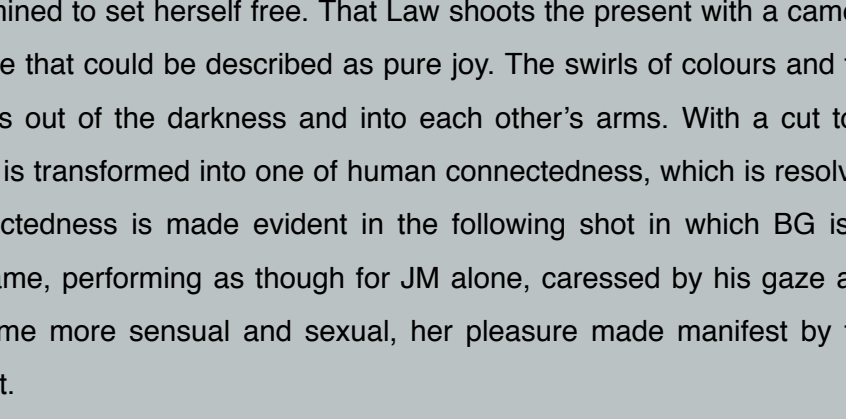 mined to set herself free. That Law shoots the present with a came
e that could be described as pure joy. The swirls of colours and
s out of the darkness and into each other’s arms. With a cut to
is transformed into one of human connectedness, which is resolv
ctedness is made evident in the following shot in which BG is
ame, performing as though for JM alone, caressed by his gaze a
me more sensual and sexual, her pleasure made manifest by
t.